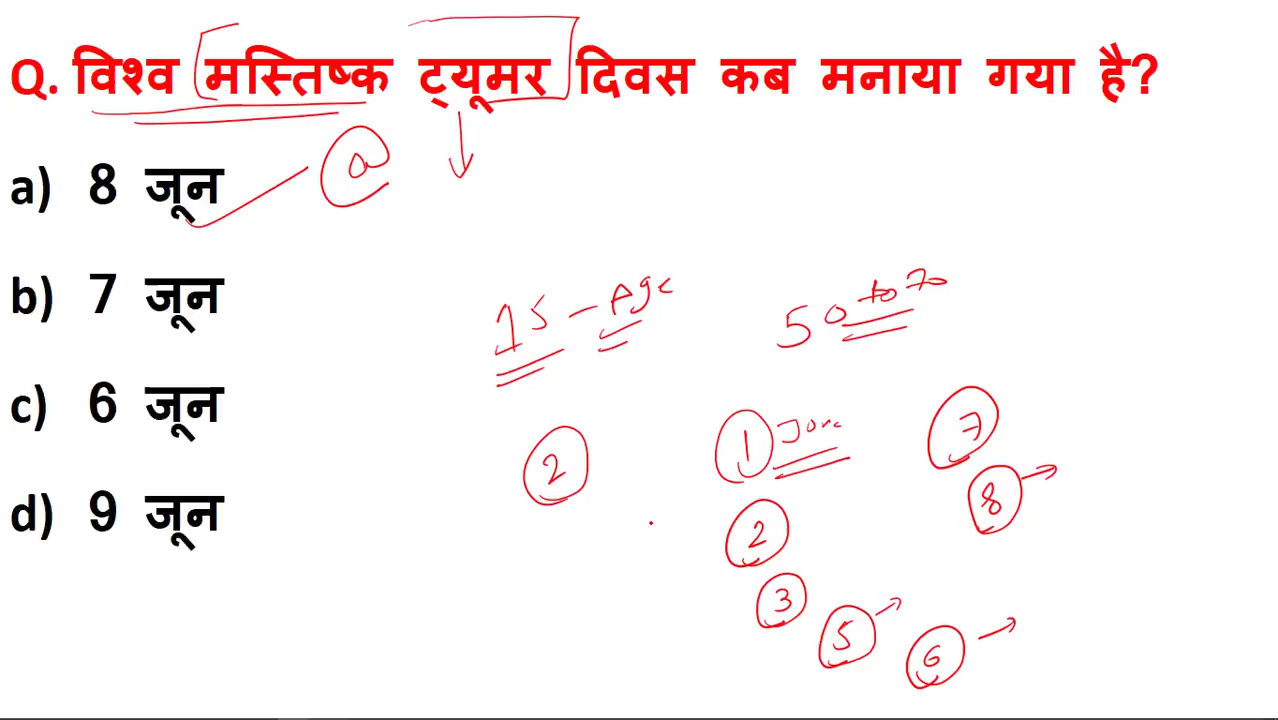 Q. विश्व मस्तिष्क ट्यूमर दिवस कब मनाया गया है?
a) 8 जून
a
b) 7 जून
15 - Age
50 to 70
c) 6 जून
2
1 June
7
8
d) 9 जून
2
3
5
6